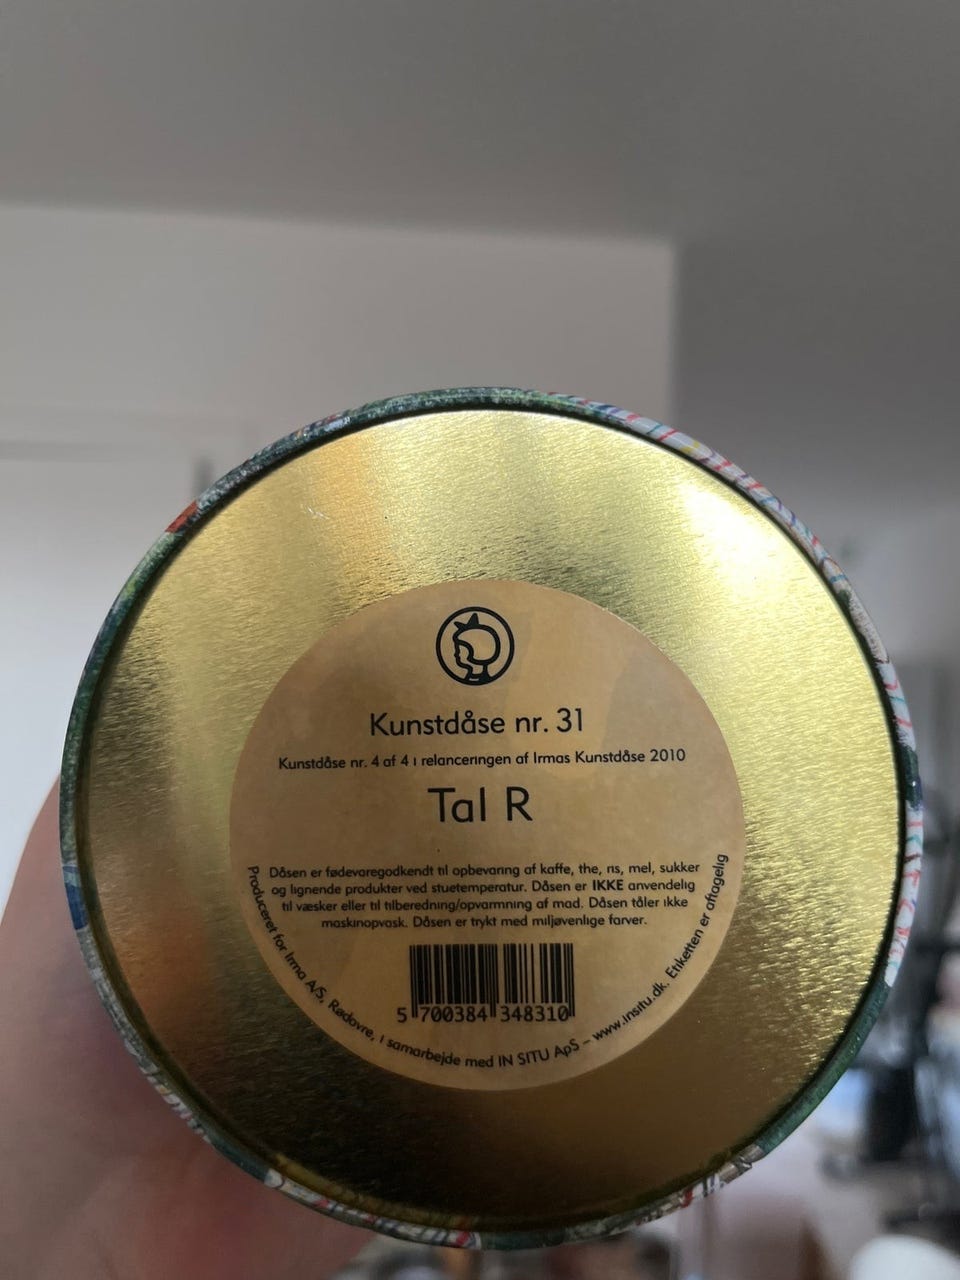 Kunstdåse nr. 31
Kunstdåse nr. 4 af 4 i relanceringen af Irmas Kunstdåse 2010
Tal R
Dåsen er fødevaregodkendt til opbevaring af kaffe, the, ris, mel, sukker
og lignende produkter ved stuetemperatur. Dåsen er IKKE anvendelig
til væsker eller til tilberedning/opvarmning af mad. Dåsen tåler ikke
maskinopvask. Dåsen er trykt med miljøvenlige farver.
5 700384 348310
Produceret for Irma A/S, Rødovre, i samarbejde med IN SITU ApS – www.insitu.dk. Etiketten er aftagelig